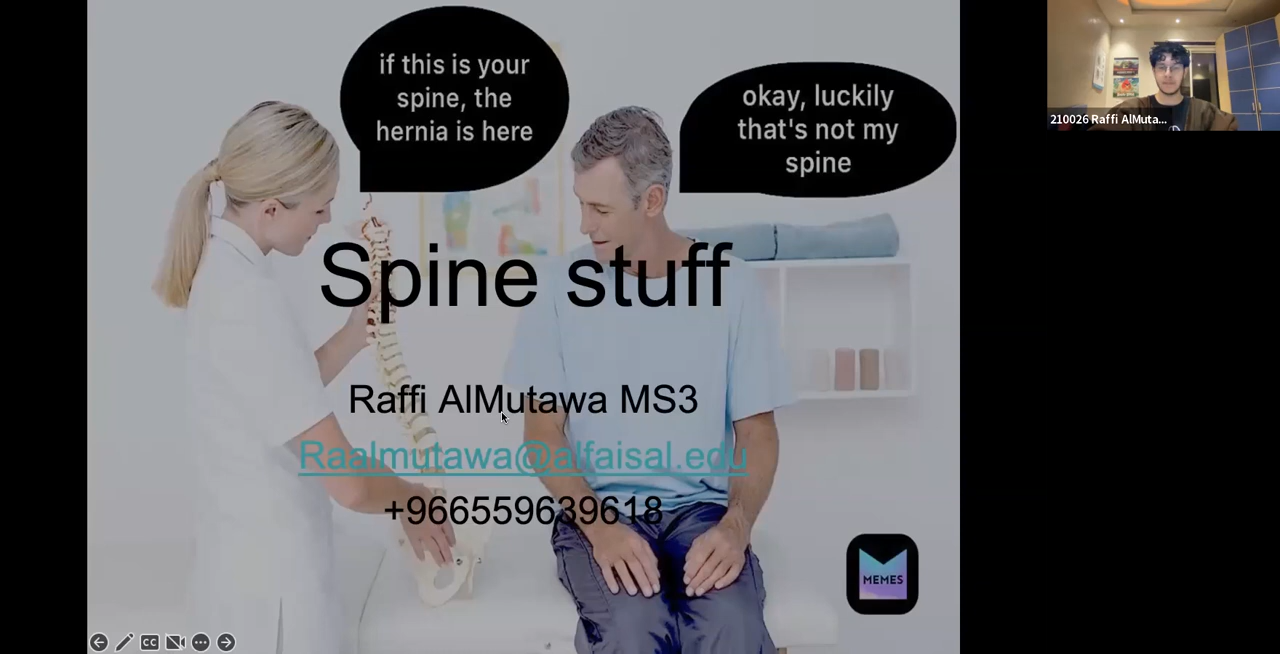 if this is your
spine, the
hernia is here
okay, luckily
that's not my
spine
Spine stuff
Raffi AlMutawa MS3
Raalmutawa@alfaisal.edu
+966559639618
MEMES
CC
210026 Raffi AlMuta...